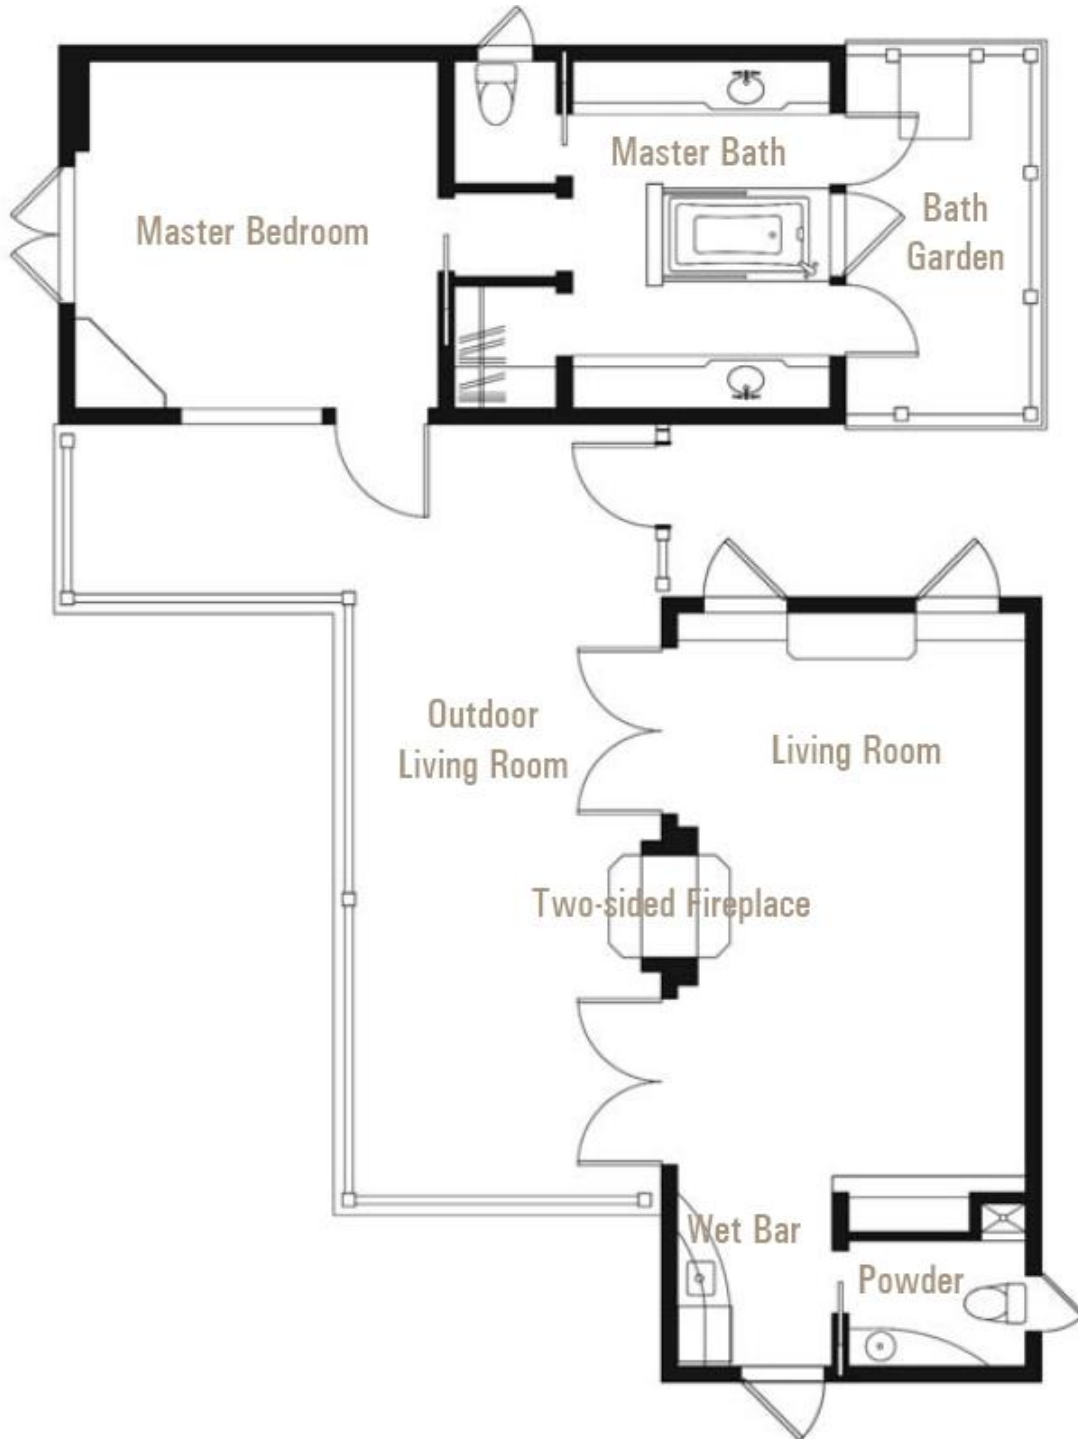 Master Bath
Master Bedroom
Bath
Garden
Outdoor
Living Room
Living Room
Two-sided Fireplace
Wet Bar
Powder